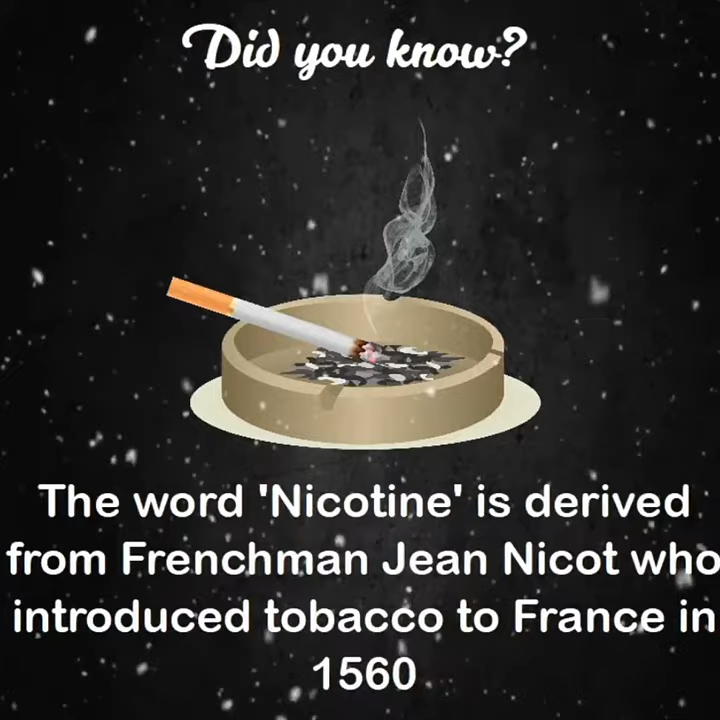 Did you know?
The word 'Nicotine' is derived
from Frenchman Jean Nicot who
introduced tobacco to France in
1560